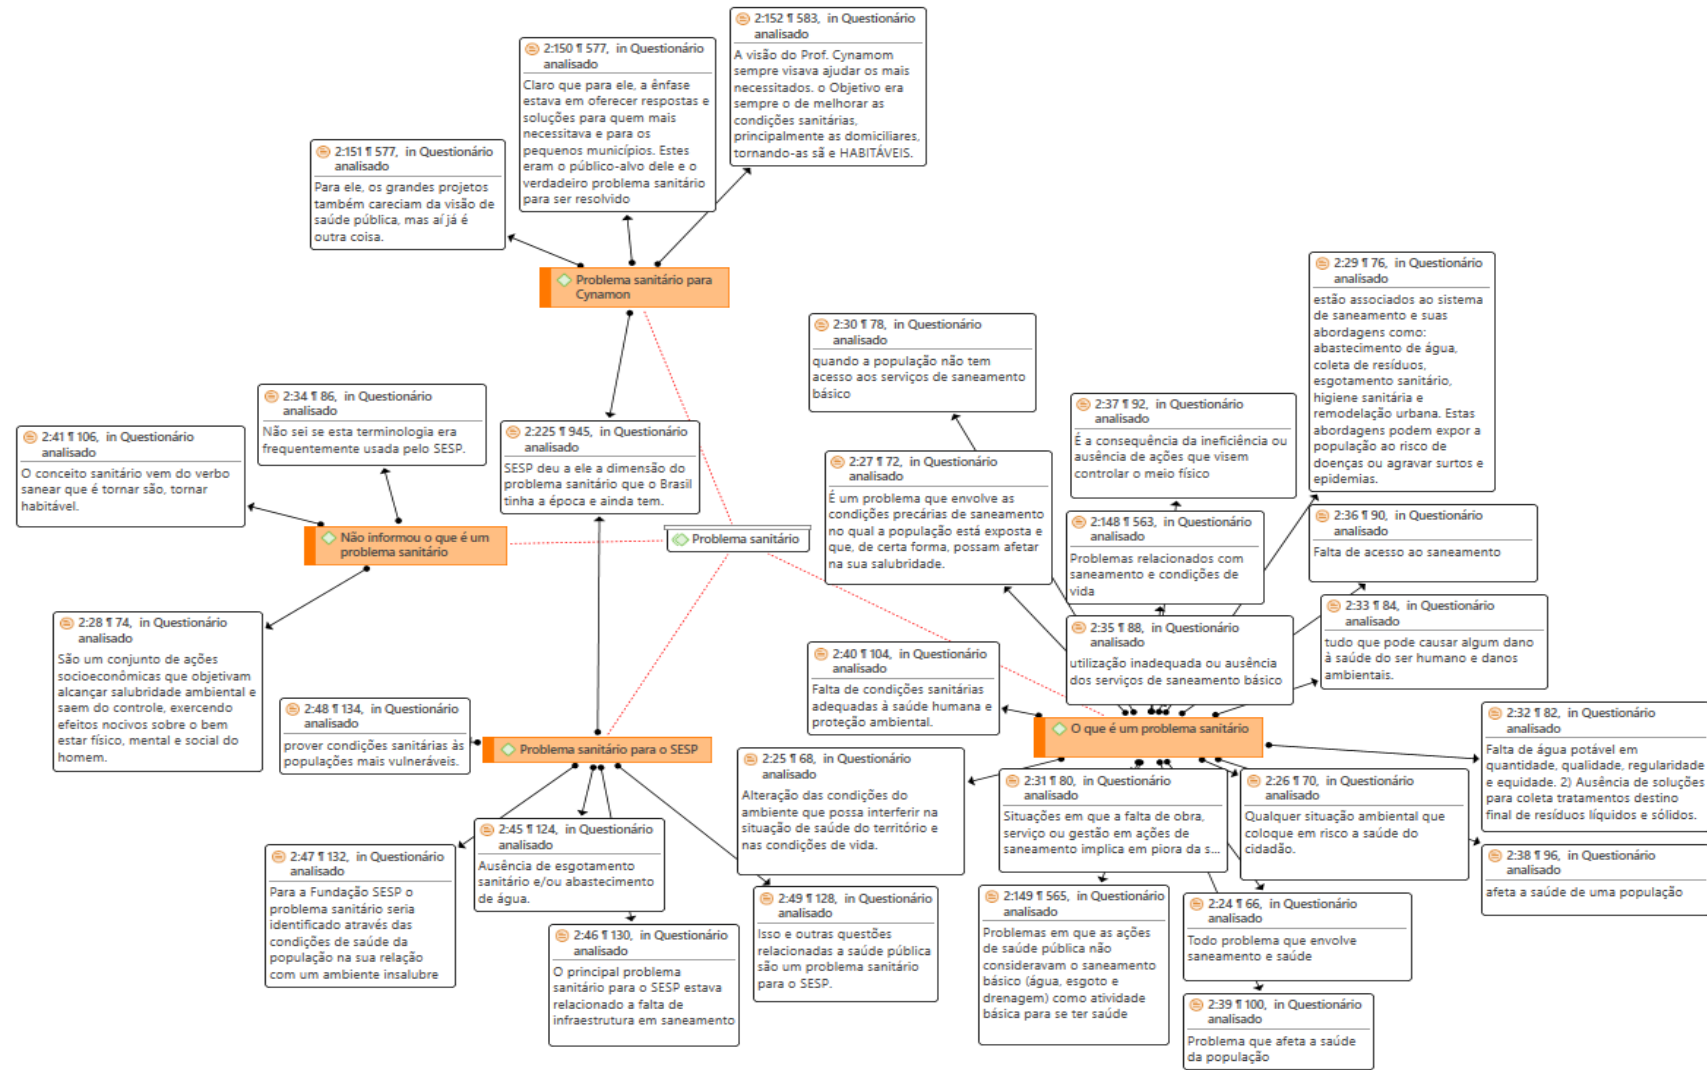 2:152 ¶ 583, in Questionário
analisado
A visão do Prof. Cynamom
sempre visava ajudar os mais
necessitados. o Objetivo era
sempre o de melhorar as
condições sanitárias,
principalmente as domiciliares,
tornando-as sã e HABITÁVEIS.
2:150 ¶ 577, in Questionário
analisado
Claro que para ele, a ênfase
estava em oferecer respostas e
soluções para quem mais
necessitava e para os
pequenos municípios. Estes
eram o público-alvo dele e o
verdadeiro problema sanitário
para ser resolvido
2:151 ¶ 577, in Questionário
analisado
Para ele, os grandes projetos
também careciam da visão de
saúde pública, mas aí já é
outra coisa.
Problema sanitário para
Cynamon
2:34 ¶ 86, in Questionário
analisado
Não sei se esta terminologia era
frequentemente usada pelo SESP.
2:41 ¶ 106, in Questionário
analisado
O conceito sanitário vem do verbo
sanear que é tornar são, tornar
habitável.
2:225 ¶ 945, in Questionário
analisado
SESP deu a ele a dimensão do
problema sanitário que o Brasil
tinha a época e ainda tem.
Não informou o que é um
problema sanitário
Problema sanitário
2:28 ¶ 74, in Questionário
analisado
São um conjunto de ações
socioeconômicas que objetivam
alcançar salubridade ambiental e
saem do controle, exercendo
efeitos nocivos sobre o bem
estar físico, mental e social do
homem.
2:48 ¶ 134, in Questionário
analisado
prover condições sanitárias às
populações mais vulneráveis.
Problema sanitário para o SESP
2:47 ¶ 132, in Questionário
analisado
Para a Fundação SESP o
problema sanitário seria
identificado através das
condições de saúde da
população na sua relação
com um ambiente insalubre
2:45 ¶ 124, in Questionário
analisado
Ausência de esgotamento
sanitário e/ou abastecimento
de água.
2:46 ¶ 130, in Questionário
analisado
O principal problema
sanitário para o SESP estava
relacionado a falta de
infraestrutura em saneamento
2:49 ¶ 128, in Questionário
analisado
Isso e outras questões
relacionadas a saúde pública
são um problema sanitário
para o SESP.
2:30 ¶ 78, in Questionário
analisado
quando a população não tem
acesso aos serviços de saneamento
básico
2:27 ¶ 72, in Questionário
analisado
É um problema que envolve as
condições precárias de saneamento
no qual a população está exposta e
que, de certa forma, possam afetar
na sua salubridade.
2:37 ¶ 92, in Questionário
analisado
É a consequência da ineficiência ou
ausência de ações que visem
controlar o meio físico
2:29 ¶ 76, in Questionário
analisado
estão associados ao sistema
de saneamento e suas
abordagens como:
abastecimento de água,
coleta de resíduos,
esgotamento sanitário,
higiene sanitária e
remodelação urbana. Estas
abordagens podem expor a
população ao risco de
doenças ou agravar surtos e
epidemias.
2:148 ¶ 563, in Questionário
analisado
Problemas relacionados com
saneamento e condições de
vida
2:36 ¶ 90, in Questionário
analisado
Falta de acesso ao saneamento
2:35 ¶ 88, in Questionário
analisado
utilização inadequada ou ausência
dos serviços de saneamento básico
2:33 ¶ 84, in Questionário
analisado
tudo que pode causar algum dano
à saúde do ser humano e danos
ambientais.
2:40 ¶ 104, in Questionário
analisado
Falta de condições sanitárias
adequadas à saúde humana e
proteção ambiental.
O que é um problema sanitário
2:32 ¶ 82, in Questionário
analisado
Falta de água potável em
quantidade, qualidade, regularidade
e equidade. 2) Ausência de soluções
para coleta tratamentos destino
final de resíduos líquidos e sólidos.
2:25 ¶ 68, in Questionário
analisado
Alteração das condições do
ambiente que possa interferir na
situação de saúde do território e
nas condições de vida.
2:31 ¶ 80, in Questionário
analisado
Situações em que a falta de obra,
serviço ou gestão em ações de
saneamento implica em piora da s...
2:26 ¶ 70, in Questionário
analisado
Qualquer situação ambiental que
coloque em risco a saúde do
cidadão.
2:38 ¶ 96, in Questionário
analisado
afeta a saúde de uma população
2:149 ¶ 565, in Questionário
analisado
Problemas em que as ações
de saúde pública não
consideravam o saneamento
básico (água, esgoto e
drenagem) como atividade
básica para se ter saúde
2:24 ¶ 66, in Questionário
analisado
Todo problema que envolve
saneamento e saúde
2:39 ¶ 100, in Questionário
analisado
Problema que afeta a saúde
da população